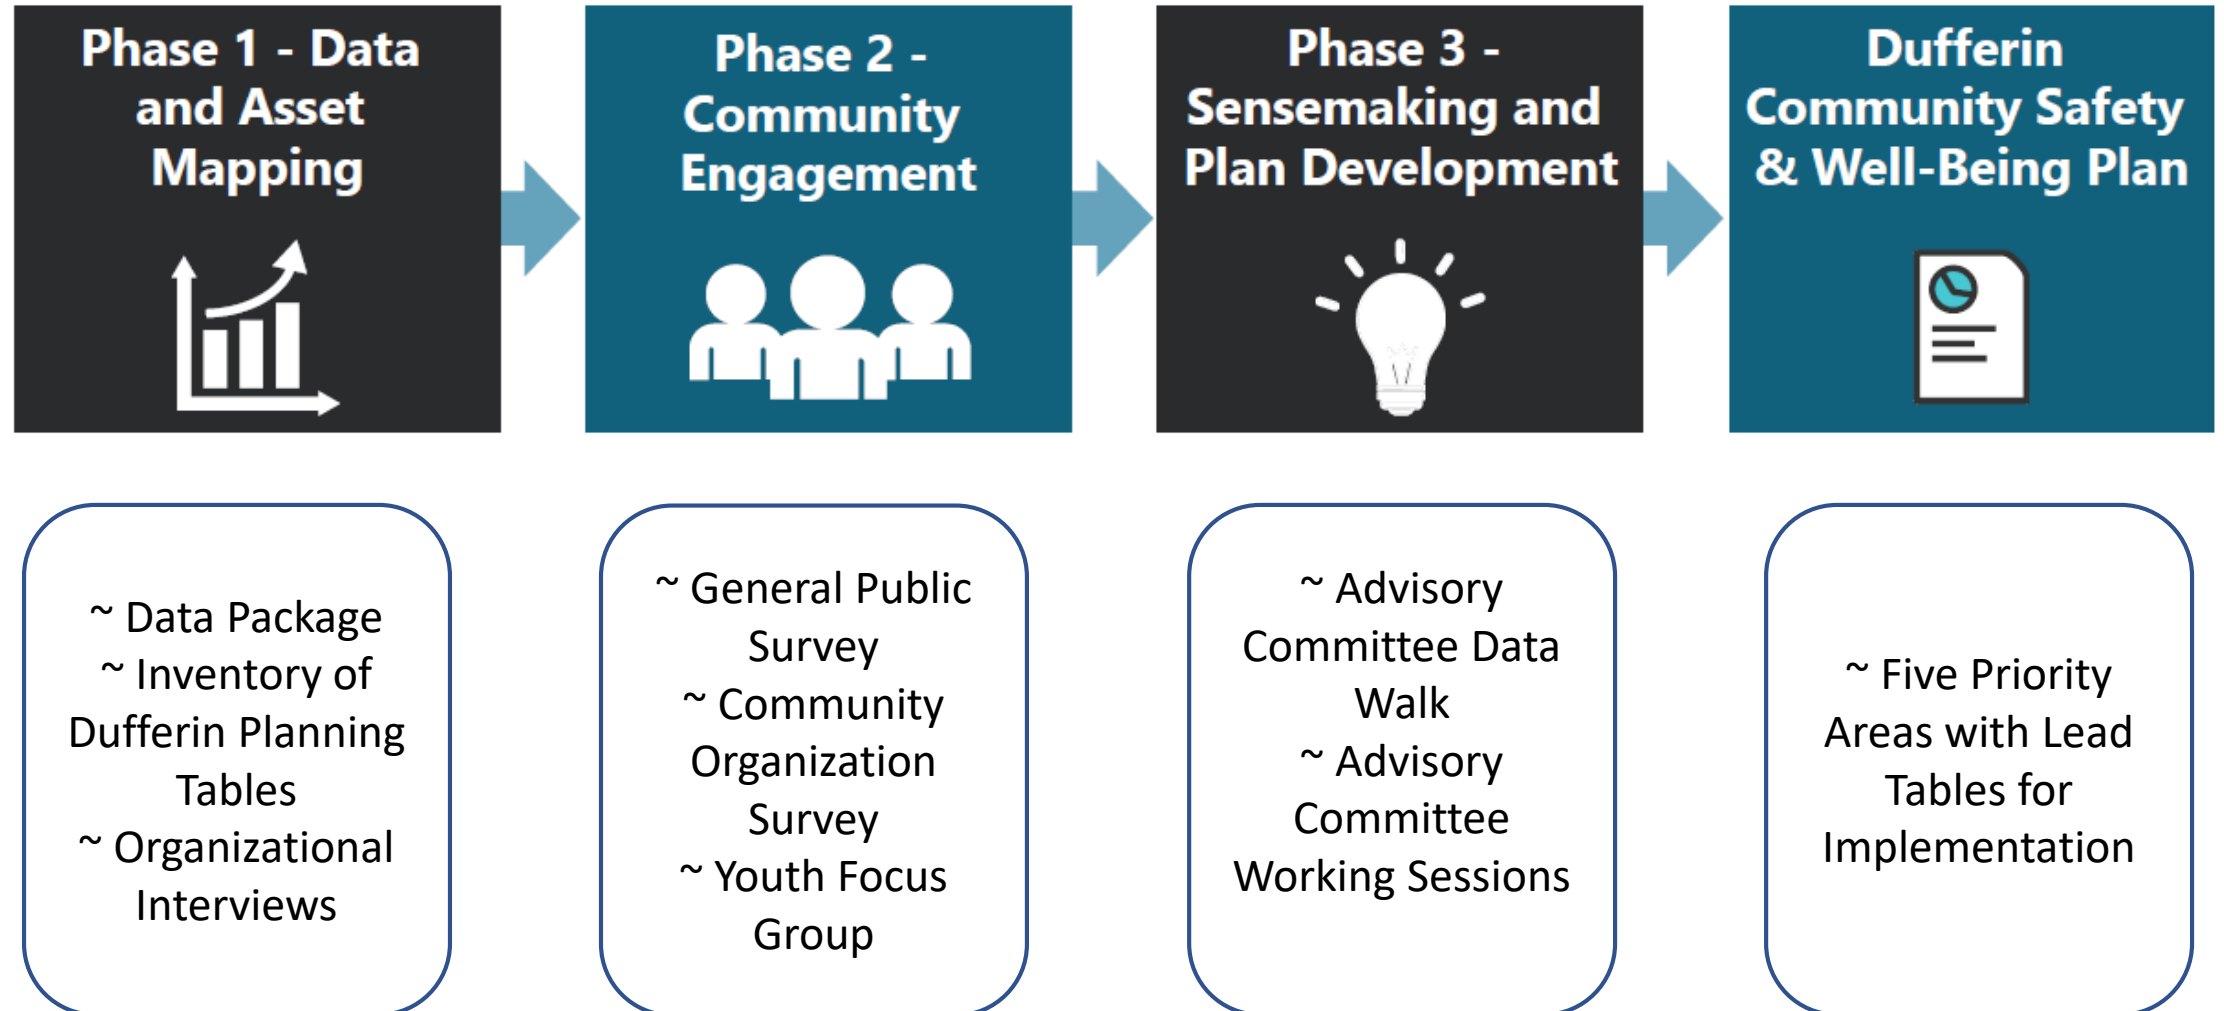 Phase 1 - Data
and Asset
Mapping
Phase 2 -
Community
Engagement
Phase 3 -
Sensemaking and
Plan Development
Dufferin
Community Safety
& Well-Being Plan
~ Data Package
~ Inventory of
Dufferin Planning
Tables
~ Organizational
Interviews
~ General Public
Survey
~ Community
Organization
Survey
~ Youth Focus
Group
~ Advisory
Committee Data
Walk
~ Advisory
Committee
Working Sessions
~ Five Priority
Areas with Lead
Tables for
Implementation